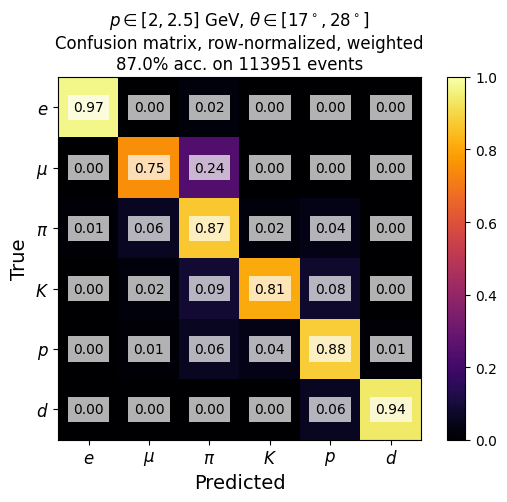 p ∈ [2, 2.5] GeV, θ ∈ [17°, 28°]
Confusion matrix, row-normalized, weighted
87.0% acc. on 113951 events
e 0.97 0.00 0.02 0.00 0.00 0.00
μ 0.00 0.75 0.24 0.00 0.00 0.00
π 0.01 0.06 0.87 0.02 0.04 0.00
K 0.00 0.02 0.09 0.81 0.08 0.00
p 0.00 0.01 0.06 0.04 0.88 0.01
d 0.00 0.00 0.00 0.00 0.06 0.94
e μ π K p d
Predicted
True
1.0
0.8
0.6
0.4
0.2
0.0